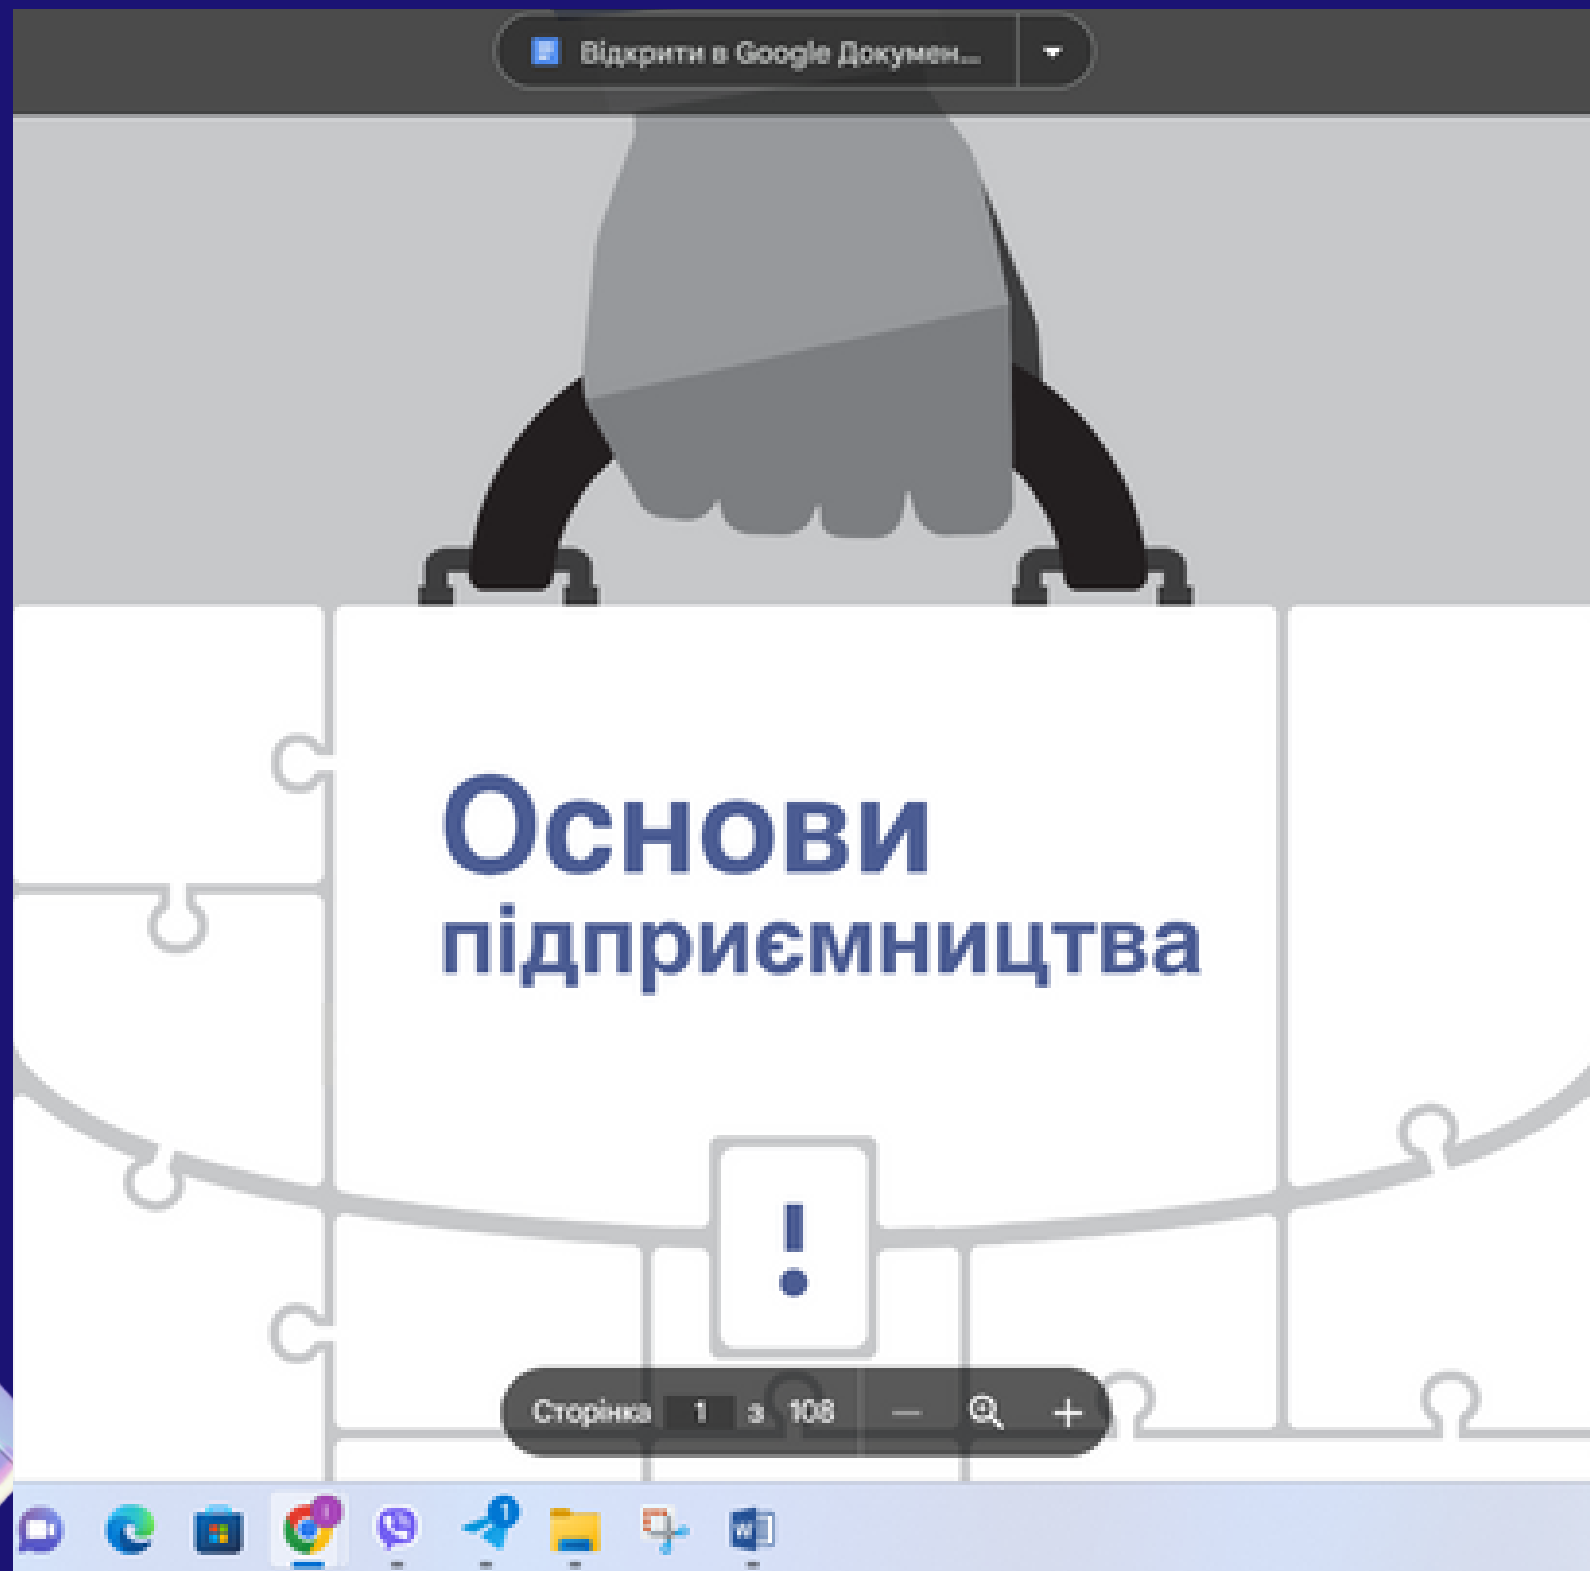 Відкрити в Google Докумен...
Основи
підприємництва
!
Сторінка 1 з 108